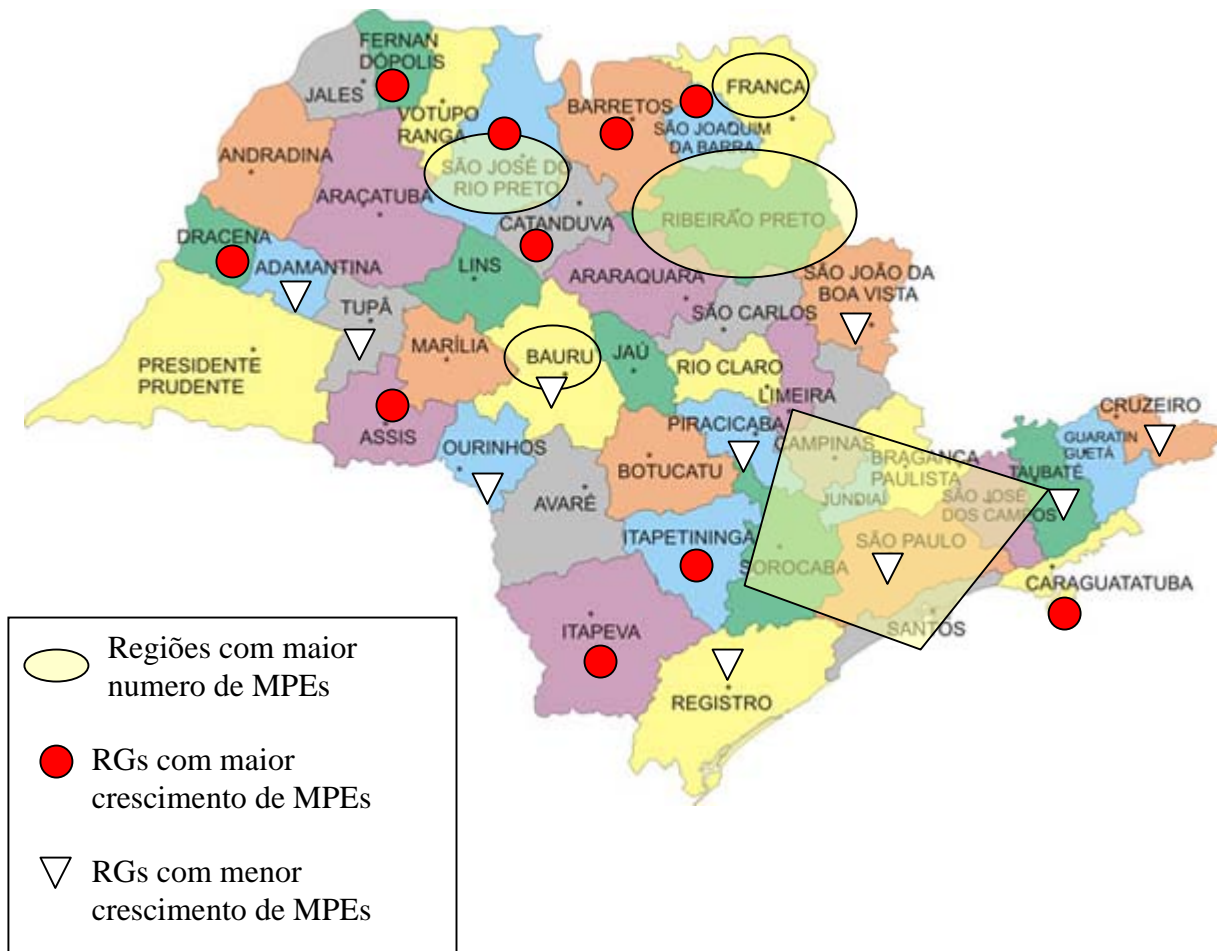 FERNAN
DÓPOLIS
JALES
VOTUPO
RANGA
BARRETOS
FRANCA
SÃO JOAQUIM
DA BARRA
ANDRADINA
SÃO JOSÉ DO
RIO PRETO
ARAÇATUBA
RIBEIRÃO PRETO
CATANDUVA
DRACENA
ADAMANTINA
LINS
ARARAQUARA
SÃO JOÃO DA
BOA VISTA
TUPÃ
SÃO CARLOS
MARÍLIA
BAURU
JAÚ
RIO CLARO
PRESIDENTE
PRUDENTE
LIMEIRA
ASSIS
OURINHOS
PIRACICABA
CAMPINAS
CRUZEIRO
GUARATIN
GUETÁ
BOTUCATU
BRAGANÇA
PAULISTA
TAUBATÉ
AVARÉ
JUNDIAÍ
SÃO JOSÉ
DOS CAMPOS
ITAPETININGA
SOROCABA
SÃO PAULO
CARAGUATATUBA
SANTOS
ITAPEVA
REGISTRO
Regiões com maior
numero de MPEs
RGs com maior
crescimento de MPEs
RGs com menor
crescimento de MPEs